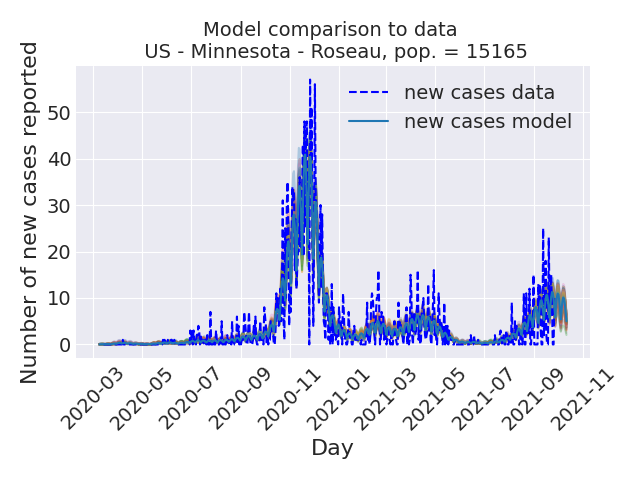 Model comparison to data
US - Minnesota - Roseau, pop. = 15165
Number of new cases reported
50
40
30
20
10
0
new cases data
new cases model
2020-03
2020-05
2020-07
2020-09
2020-11
2021-01
2021-03
2021-05
2021-07
2021-09
2021-11
Day